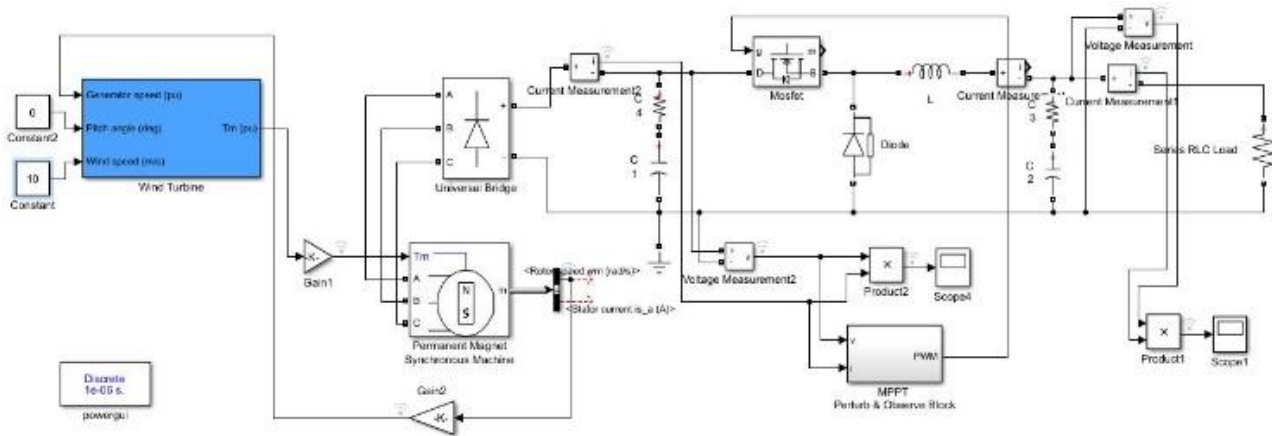 Generator speed (pu)
Pitch angle (deg)
Wind speed (m/s)
Tm (pu)
Wind Turbine
0
Constant2
10
Constant
A
B
C
+
-
Universal Bridge
+
-
i
Current Measurement2
C
4
C
1
g
m
D
S
Mosfet
Diode
L
+
-
i
C
3
C
2
+
-
v
Voltage Measurement
+
-
i
Current Measurement1
Series RLC Load
-K-
Gain1
Tm
A
B
C
N
S
m
Permanent Magnet
Synchronous Machine
<Rotor speed wm (rad/s)>
<Stator current is_a (A)>
+
-
v
Voltage Measurement2
×
Product2
Scope4
V
I
PWM
MPPT
Perturb & Observe Block
×
Product1
Scope1
Discrete
1e-06 s.
powergui
Gain2
-K-